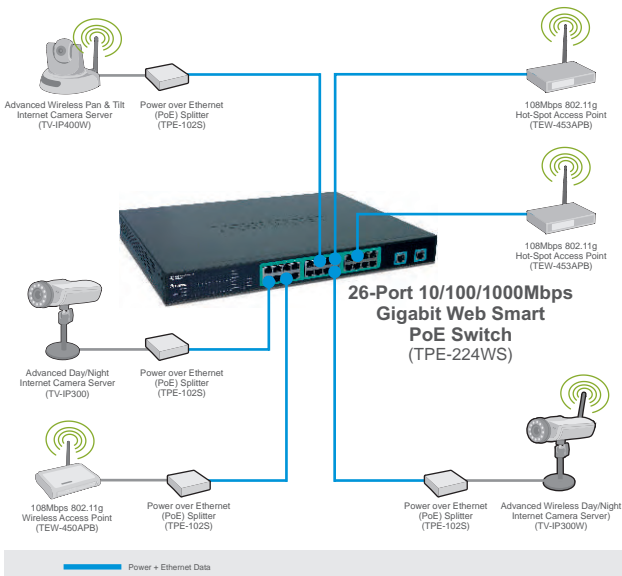 Advanced Wireless Pan & Tilt
Internet Camera Server
(TV-IP400W)
Power over Ethernet
(PoE) Splitter
(TPE-102S)
108Mbps 802.11g
Hot-Spot Access Point
(TEW-453APB)
108Mbps 802.11g
Hot-Spot Access Point
(TEW-453APB)
26-Port 10/100/1000Mbps
Gigabit Web Smart
PoE Switch
(TPE-224WS)
Advanced Day/Night
Internet Camera Server
(TV-IP300)
Power over Ethernet
(PoE) Splitter
(TPE-102S)
108Mbps 802.11g
Wireless Access Point
(TEW-450APB)
Power over Ethernet
(PoE) Splitter
(TPE-102S)
Power over Ethernet
(PoE) Splitter
(TPE-102S)
Advanced Wireless Day/Night
Internet Camera Server)
(TV-IP300W)
Power + Ethernet Data